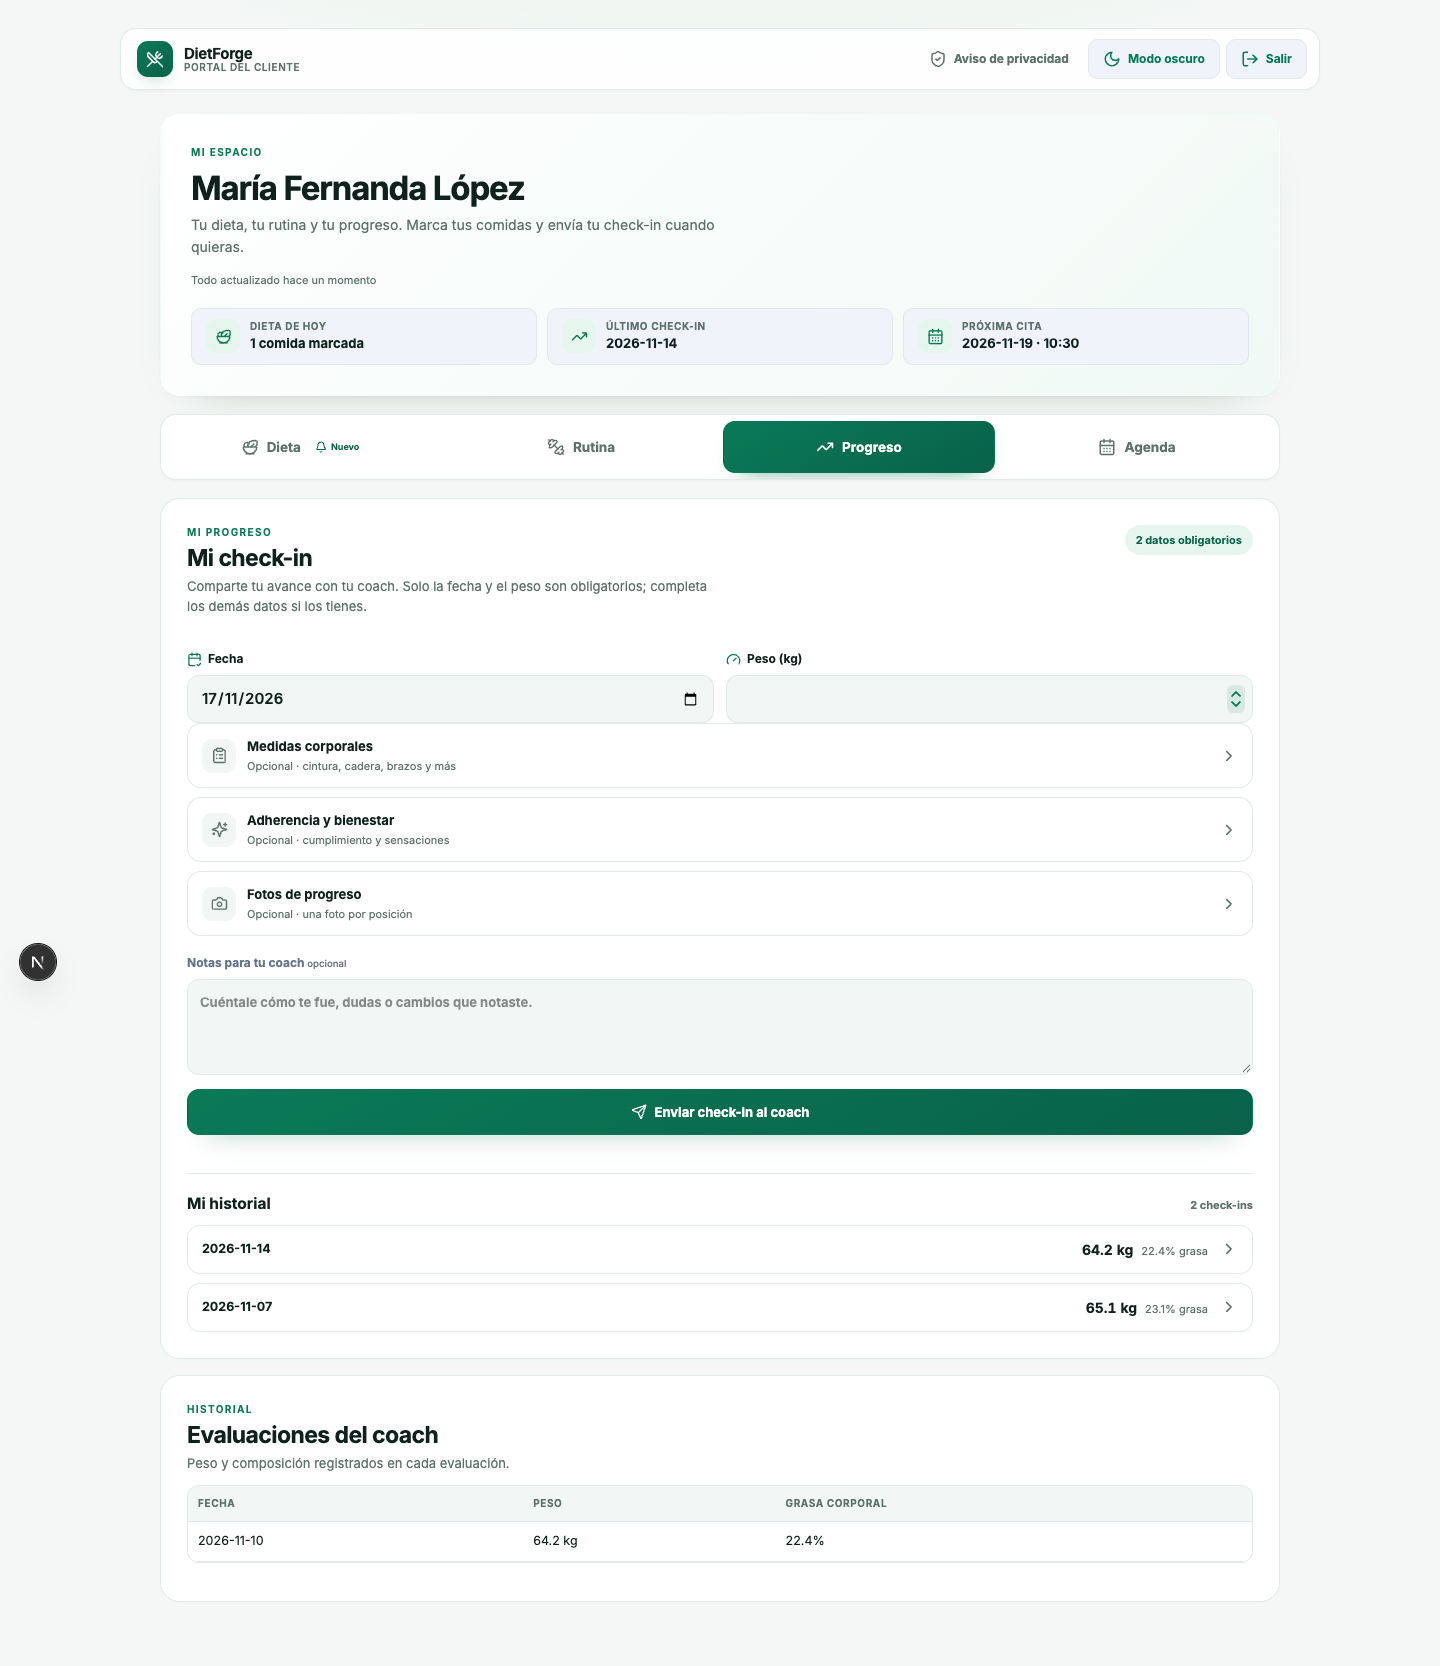 DietForge
PORTAL DEL CLIENTE
Aviso de privacidad
Modo oscuro
Salir
MI ESPACIO
María Fernanda López
Tu dieta, tu rutina y tu progreso. Marca tus comidas y envía tu check-in cuando
quieras.
Todo actualizado hace un momento
DIETA DE HOY
1 comida marcada
ÚLTIMO CHECK-IN
2026-11-14
PRÓXIMA CITA
2026-11-19 · 10:30
Dieta
Nuevo
Rutina
Progreso
Agenda
MI PROGRESO
2 datos obligatorios
Mi check-in
Comparte tu avance con tu coach. Solo la fecha y el peso son obligatorios; completa
los demás datos si los tienes.
Fecha
Peso (kg)
17/11/2026
Medidas corporales
Opcional · cintura, cadera, brazos y más
Adherencia y bienestar
Opcional · cumplimiento y sensaciones
Fotos de progreso
Opcional · una foto por posición
Notas para tu coach opcional
Cuéntale cómo te fue, dudas o cambios que notaste.
N
Enviar check-in al coach
Mi historial
2 check-ins
2026-11-14
64.2 kg 22.4% grasa
2026-11-07
65.1 kg 23.1% grasa
HISTORIAL
Evaluaciones del coach
Peso y composición registrados en cada evaluación.
FECHA PESO GRASA CORPORAL
2026-11-10 64.2 kg 22.4%